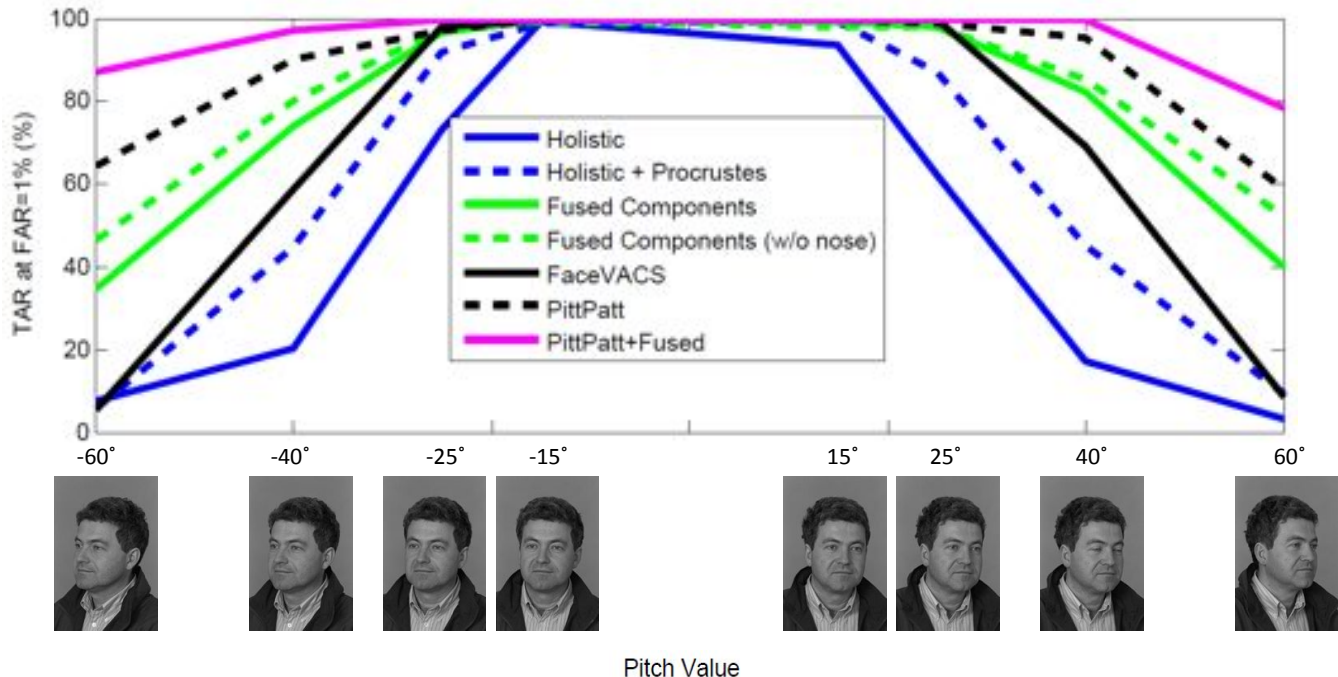 100
80
60
40
20
0
TAR at FAR=1% (%)
Holistic
Holistic + Procrustes
Fused Components
Fused Components (w/o nose)
FaceVACS
PittPatt
PittPatt+Fused
-60˚ -40˚ -25˚ -15˚ 15˚ 25˚ 40˚ 60˚
Pitch Value